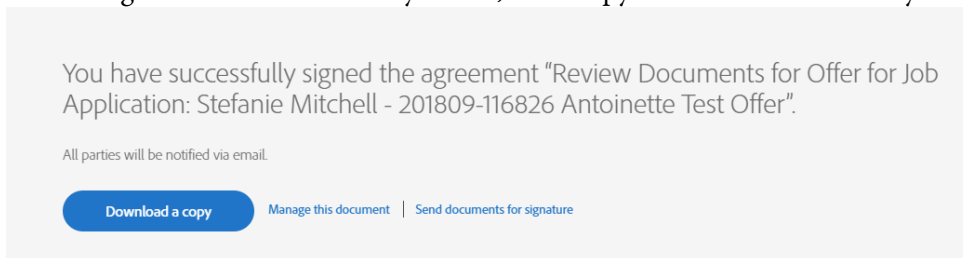 You have successfully signed the agreement “Review Documents for Offer for Job
Application: Stefanie Mitchell - 201809-116826 Antoinette Test Offer”.
All parties will be notified via email.
Download a copy Manage this document | Send documents for signature